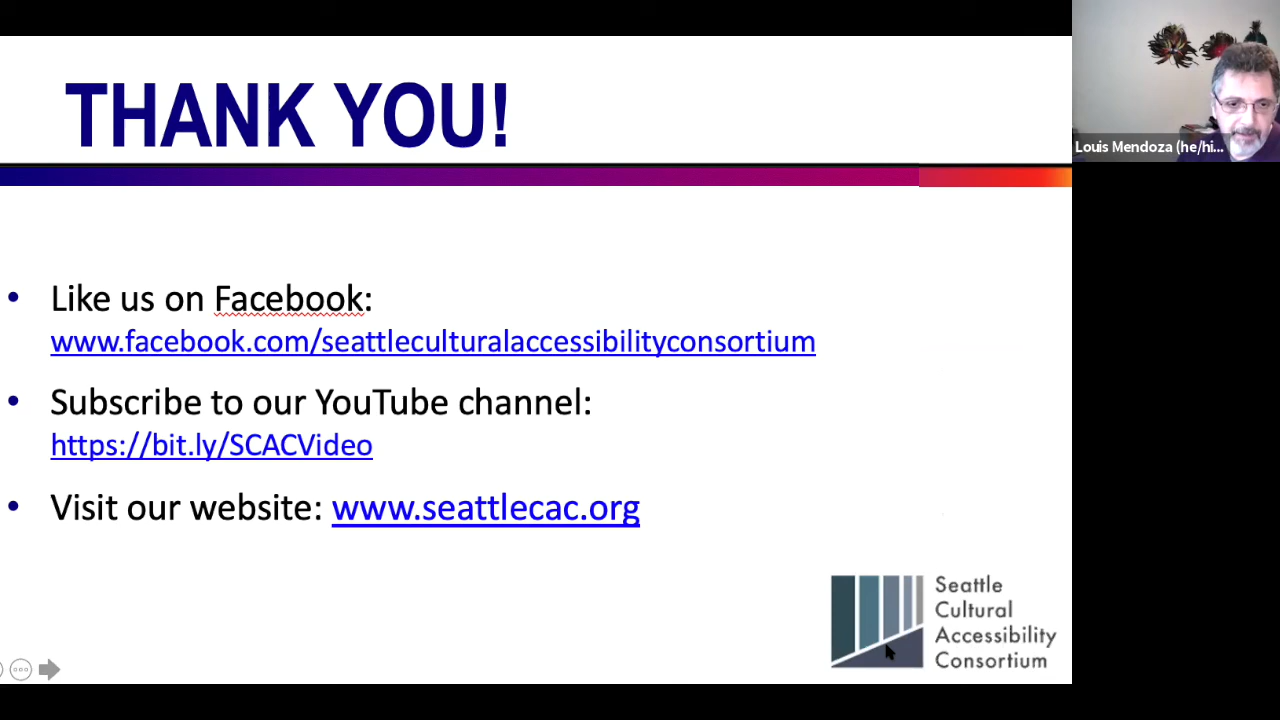 THANK YOU!
Louis Mendoza (he/hi...
• Like us on Facebook:
www.facebook.com/seattleculturalaccessibilityconsortium
• Subscribe to our YouTube channel:
https://bit.ly/SCACVideo
• Visit our website: www.seattlecac.org
Seattle
Cultural
Accessibility
Consortium